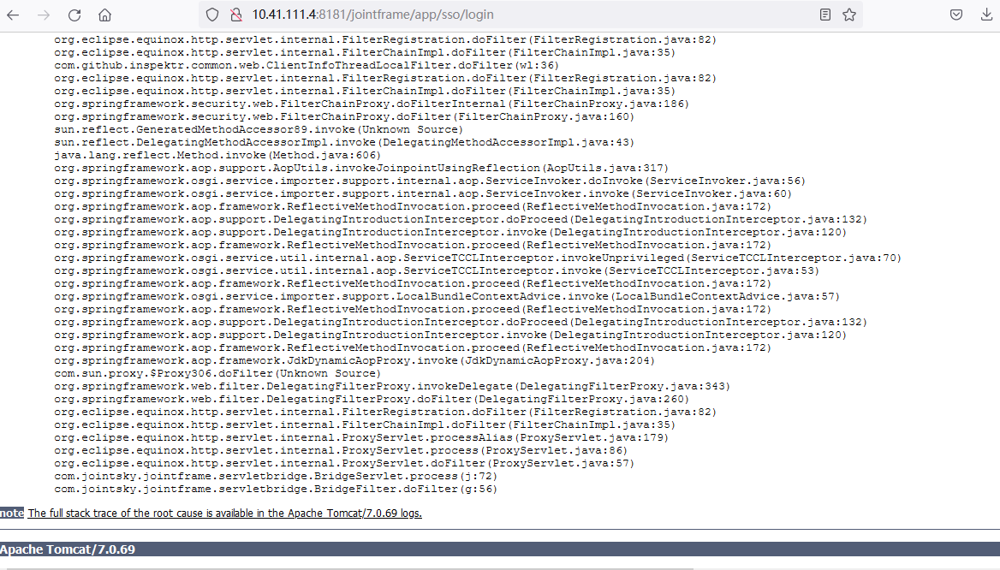 10.41.111.4:8181/jointframe/app/sso/login
org.eclipse.equinox.http.servlet.internal.FilterRegistration.doFilter(FilterRegistration.java:82)
org.eclipse.equinox.http.servlet.internal.FilterChainImpl.doFilter(FilterChainImpl.java:35)
com.github.inspektr.common.web.ClientInfoThreadLocalFilter.doFilter(wl:36)
org.eclipse.equinox.http.servlet.internal.FilterRegistration.doFilter(FilterRegistration.java:82)
org.eclipse.equinox.http.servlet.internal.FilterChainImpl.doFilter(FilterChainImpl.java:35)
org.springframework.security.web.FilterChainProxy.doFilterInternal(FilterChainProxy.java:186)
org.springframework.security.web.FilterChainProxy.doFilter(FilterChainProxy.java:160)
sun.reflect.GeneratedMethodAccessor89.invoke(Unknown Source)
sun.reflect.DelegatingMethodAccessorImpl.invoke(DelegatingMethodAccessorImpl.java:43)
java.lang.reflect.Method.invoke(Method.java:606)
org.springframework.aop.support.AopUtils.invokeJoinpointUsingReflection(AopUtils.java:317)
org.springframework.osgi.service.importer.support.internal.aop.ServiceInvoker.doInvoke(ServiceInvoker.java:56)
org.springframework.osgi.service.importer.support.internal.aop.ServiceInvoker.invoke(ServiceInvoker.java:60)
org.springframework.aop.framework.ReflectiveMethodInvocation.proceed(ReflectiveMethodInvocation.java:172)
org.springframework.aop.support.DelegatingIntroductionInterceptor.doProceed(DelegatingIntroductionInterceptor.java:132)
org.springframework.aop.support.DelegatingIntroductionInterceptor.invoke(DelegatingIntroductionInterceptor.java:120)
org.springframework.aop.framework.ReflectiveMethodInvocation.proceed(ReflectiveMethodInvocation.java:172)
org.springframework.osgi.service.util.internal.aop.ServiceTCCLInterceptor.invokeUnprivileged(ServiceTCCLInterceptor.java:70)
org.springframework.osgi.service.util.internal.aop.ServiceTCCLInterceptor.invoke(ServiceTCCLInterceptor.java:53)
org.springframework.aop.framework.ReflectiveMethodInvocation.proceed(ReflectiveMethodInvocation.java:172)
org.springframework.osgi.service.importer.support.LocalBundleContextAdvice.invoke(LocalBundleContextAdvice.java:57)
org.springframework.aop.framework.ReflectiveMethodInvocation.proceed(ReflectiveMethodInvocation.java:172)
org.springframework.aop.support.DelegatingIntroductionInterceptor.doProceed(DelegatingIntroductionInterceptor.java:132)
org.springframework.aop.support.DelegatingIntroductionInterceptor.invoke(DelegatingIntroductionInterceptor.java:120)
org.springframework.aop.framework.ReflectiveMethodInvocation.proceed(ReflectiveMethodInvocation.java:172)
org.springframework.aop.framework.JdkDynamicAopProxy.invoke(JdkDynamicAopProxy.java:204)
com.sun.proxy.$Proxy306.doFilter(Unknown Source)
org.springframework.web.filter.DelegatingFilterProxy.invokeDelegate(DelegatingFilterProxy.java:343)
org.springframework.web.filter.DelegatingFilterProxy.doFilter(DelegatingFilterProxy.java:260)
org.eclipse.equinox.http.servlet.internal.FilterRegistration.doFilter(FilterRegistration.java:82)
org.eclipse.equinox.http.servlet.internal.FilterChainImpl.doFilter(FilterChainImpl.java:35)
org.eclipse.equinox.http.servlet.internal.ProxyServlet.processAlias(ProxyServlet.java:179)
org.eclipse.equinox.http.servlet.internal.ProxyServlet.process(ProxyServlet.java:86)
org.eclipse.equinox.http.servlet.internal.ProxyServlet.doFilter(ProxyServlet.java:57)
com.jointsky.jointframe.servletbridge.BridgeServlet.process(j:72)
com.jointsky.jointframe.servletbridge.BridgeFilter.doFilter(g:56)
note The full stack trace of the root cause is available in the Apache Tomcat/7.0.69 logs.
Apache Tomcat/7.0.69